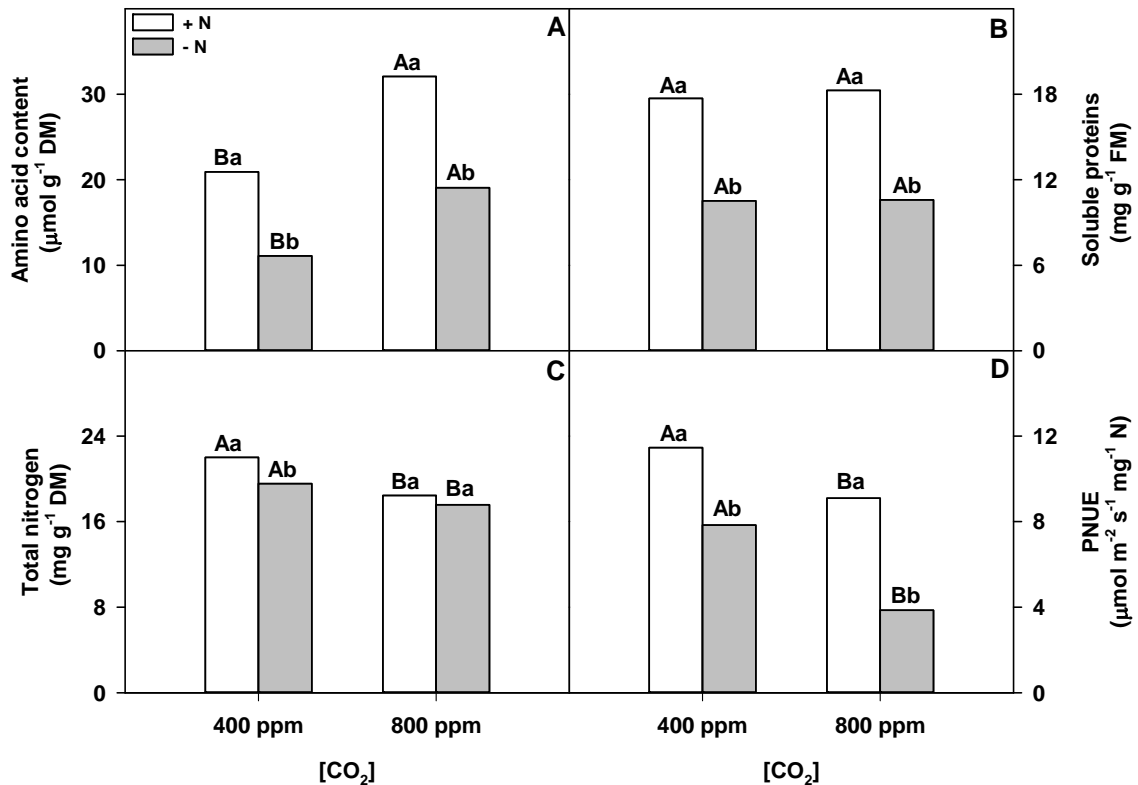 + N
- N
A
Aa
Ba
Ab
Bb
Amino acid content
(μmol g⁻¹ DM)
30
20
10
0
B
Aa
Aa
Ab
Ab
18
12
6
0
Soluble proteins
(mg g⁻¹ FM)
C
Aa
Ab
Ba
Ba
Total nitrogen
(mg g⁻¹ DM)
24
16
8
0
400 ppm
800 ppm
[CO₂]
D
Aa
Ab
Ba
Bb
12
8
4
0
PNUE
(μmol m⁻² s⁻¹ mg⁻¹ N)
400 ppm
800 ppm
[CO₂]